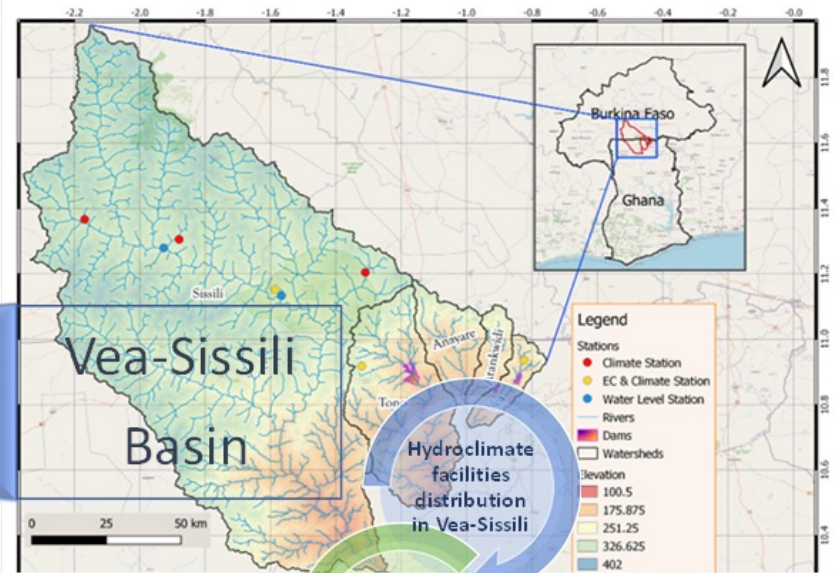 -2.2 -2.0 -1.8 -1.6 -1.4 -1.2 -1.0 -0.8 -0.6 -0.4 -0.2 -0.0
11.8
11.6
11.4
11.2
11.0
10.8
10.6
10.4
Burkina Faso
Ghana
Sissili
Anayare
Vea-Sissili
Basin
Hydroclimate
facilities
distribution
in Vea-Sissili
0 25 50 km
Legend
Stations
Climate Station
EC & Climate Station
Water Level Station
Rivers
Dams
Watersheds
Elevation
100.5
175.875
251.25
326.625
402